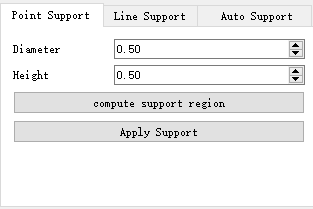 Point Support Line Support Auto Support
Diameter 0.50
Height 0.50
compute support region
Apply Support